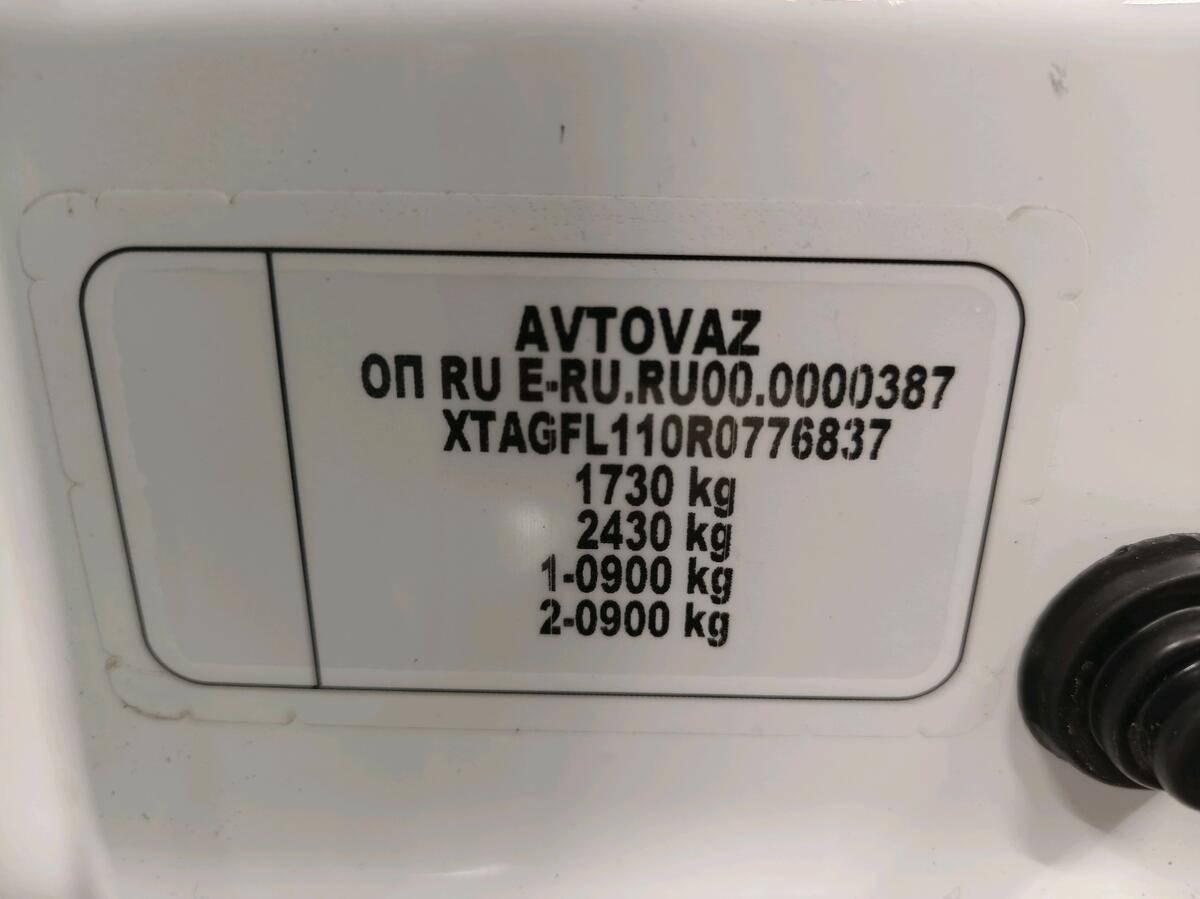 AVTOVAZ
ОП RU E-RU.RU00.0000387
XTAGFL110R0776837
1730 kg
2430 kg
1-0900 kg
2-0900 kg